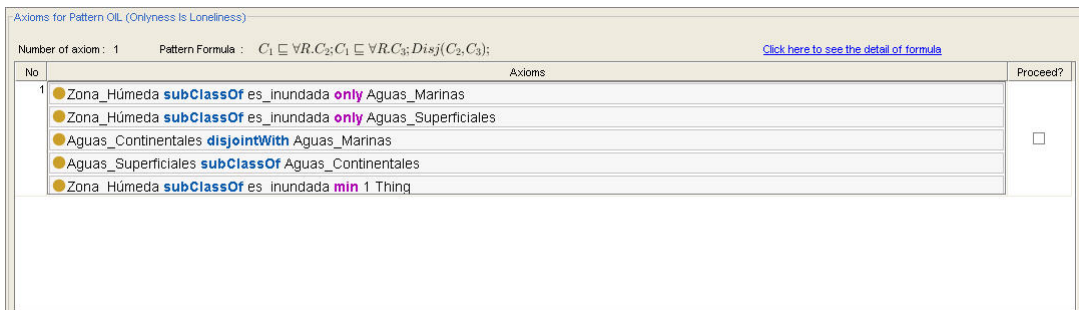 Axioms for Pattern OIL (Onlyness Is Loneliness)
Number of axiom : 1 Pattern Formula : C₁ ⊑ ∀R.C₂;C₁ ⊑ ∀R.C₃;Disj(C₂,C₃); Click here to see the detail of formula
No Axioms Proceed?
1 Zona_Húmeda subClassOf es_inundada only Aguas_Marinas
Zona_Húmeda subClassOf es_inundada only Aguas_Superficiales
Aguas_Continentales disjointWith Aguas_Marinas
Aguas_Superficiales subClassOf Aguas_Continentales
Zona_Húmeda subClassOf es_inundada min 1 Thing